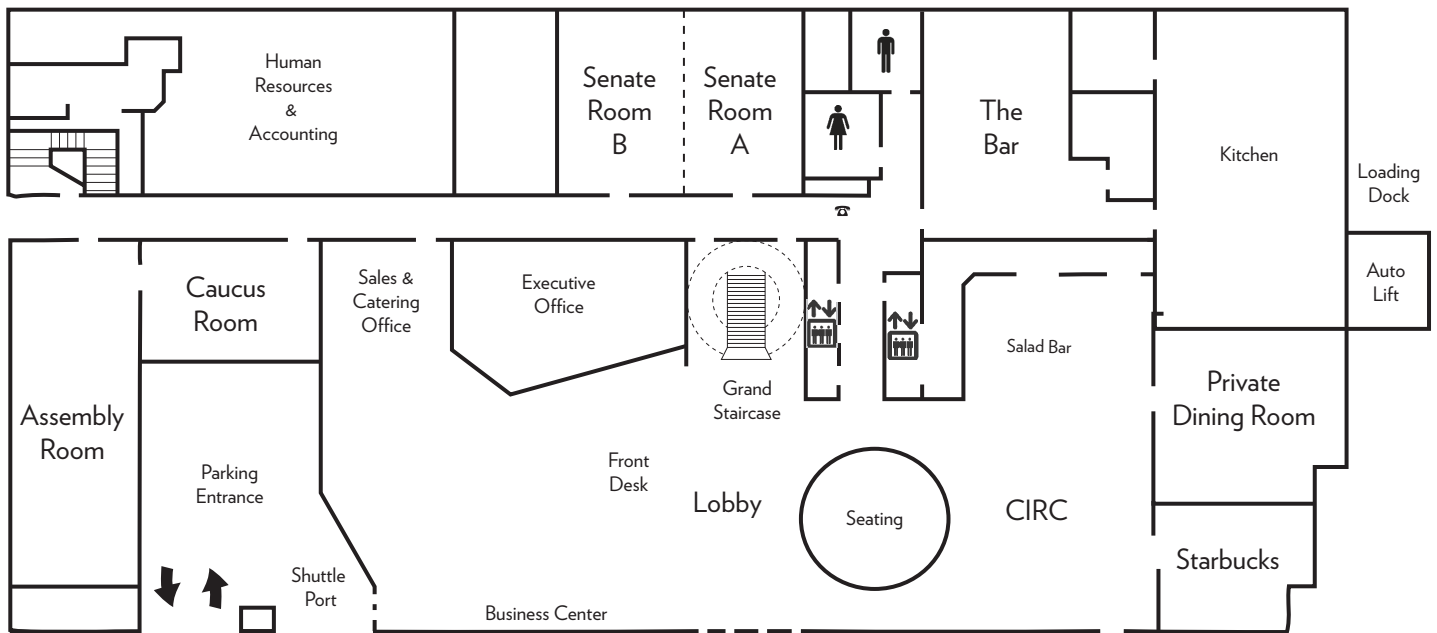 Human
Resources
&
Accounting
Senate
Room
B
Senate
Room
A
The
Bar
Kitchen
Loading
Dock
Auto
Lift
Caucus
Room
Sales &
Catering
Office
Executive
Office
Salad Bar
Grand
Staircase
Private
Dining Room
Assembly
Room
Parking
Entrance
Front
Desk
Lobby
Seating
CIRC
Starbucks
Shuttle
Port
Business Center